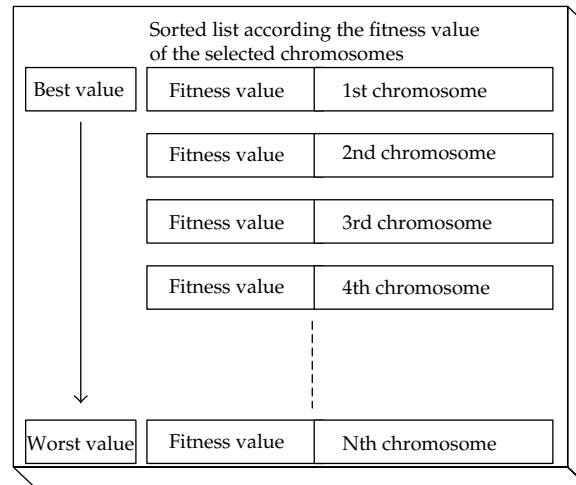 Sorted list according the fitness value
of the selected chromosomes
Best value Fitness value 1st chromosome
Fitness value 2nd chromosome
Fitness value 3rd chromosome
Fitness value 4th chromosome
Worst value Fitness value Nth chromosome